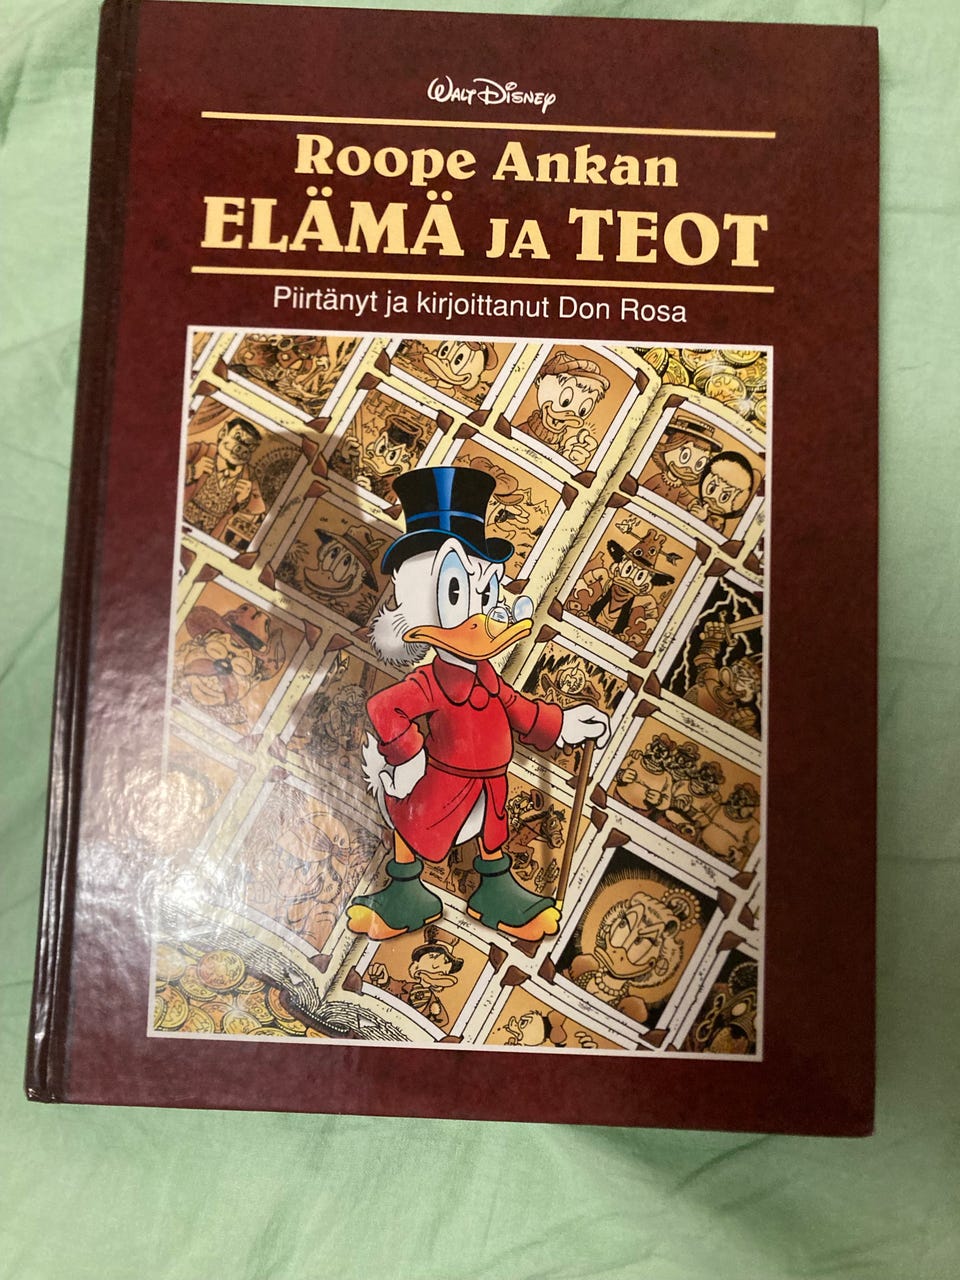 WALT DISNEY
Roope Ankan
ELÄMÄ JA TEOT
Piirtänyt ja kirjoittanut Don Rosa